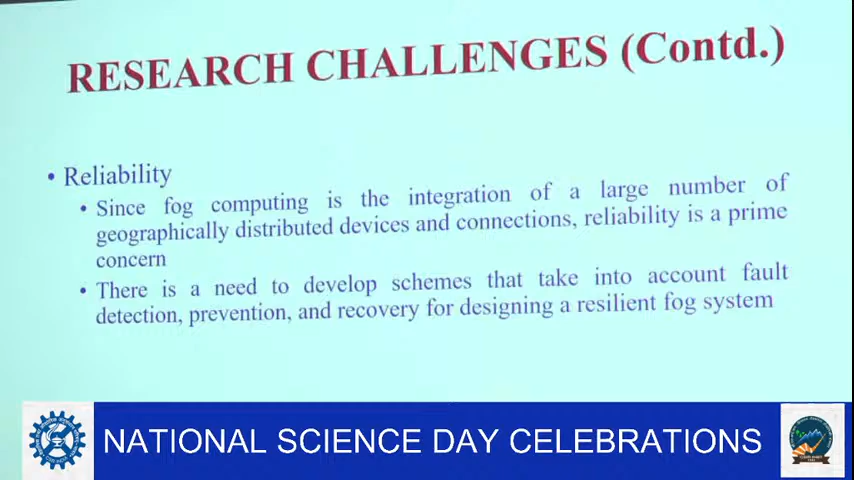 RESEARCH CHALLENGES (Contd.)
• Reliability
• Since fog computing is the integration of a large number of
geographically distributed devices and connections, reliability is a prime
concern
• There is a need to develop schemes that take into account fault
detection, prevention, and recovery for designing a resilient fog system
NATIONAL SCIENCE DAY CELEBRATIONS